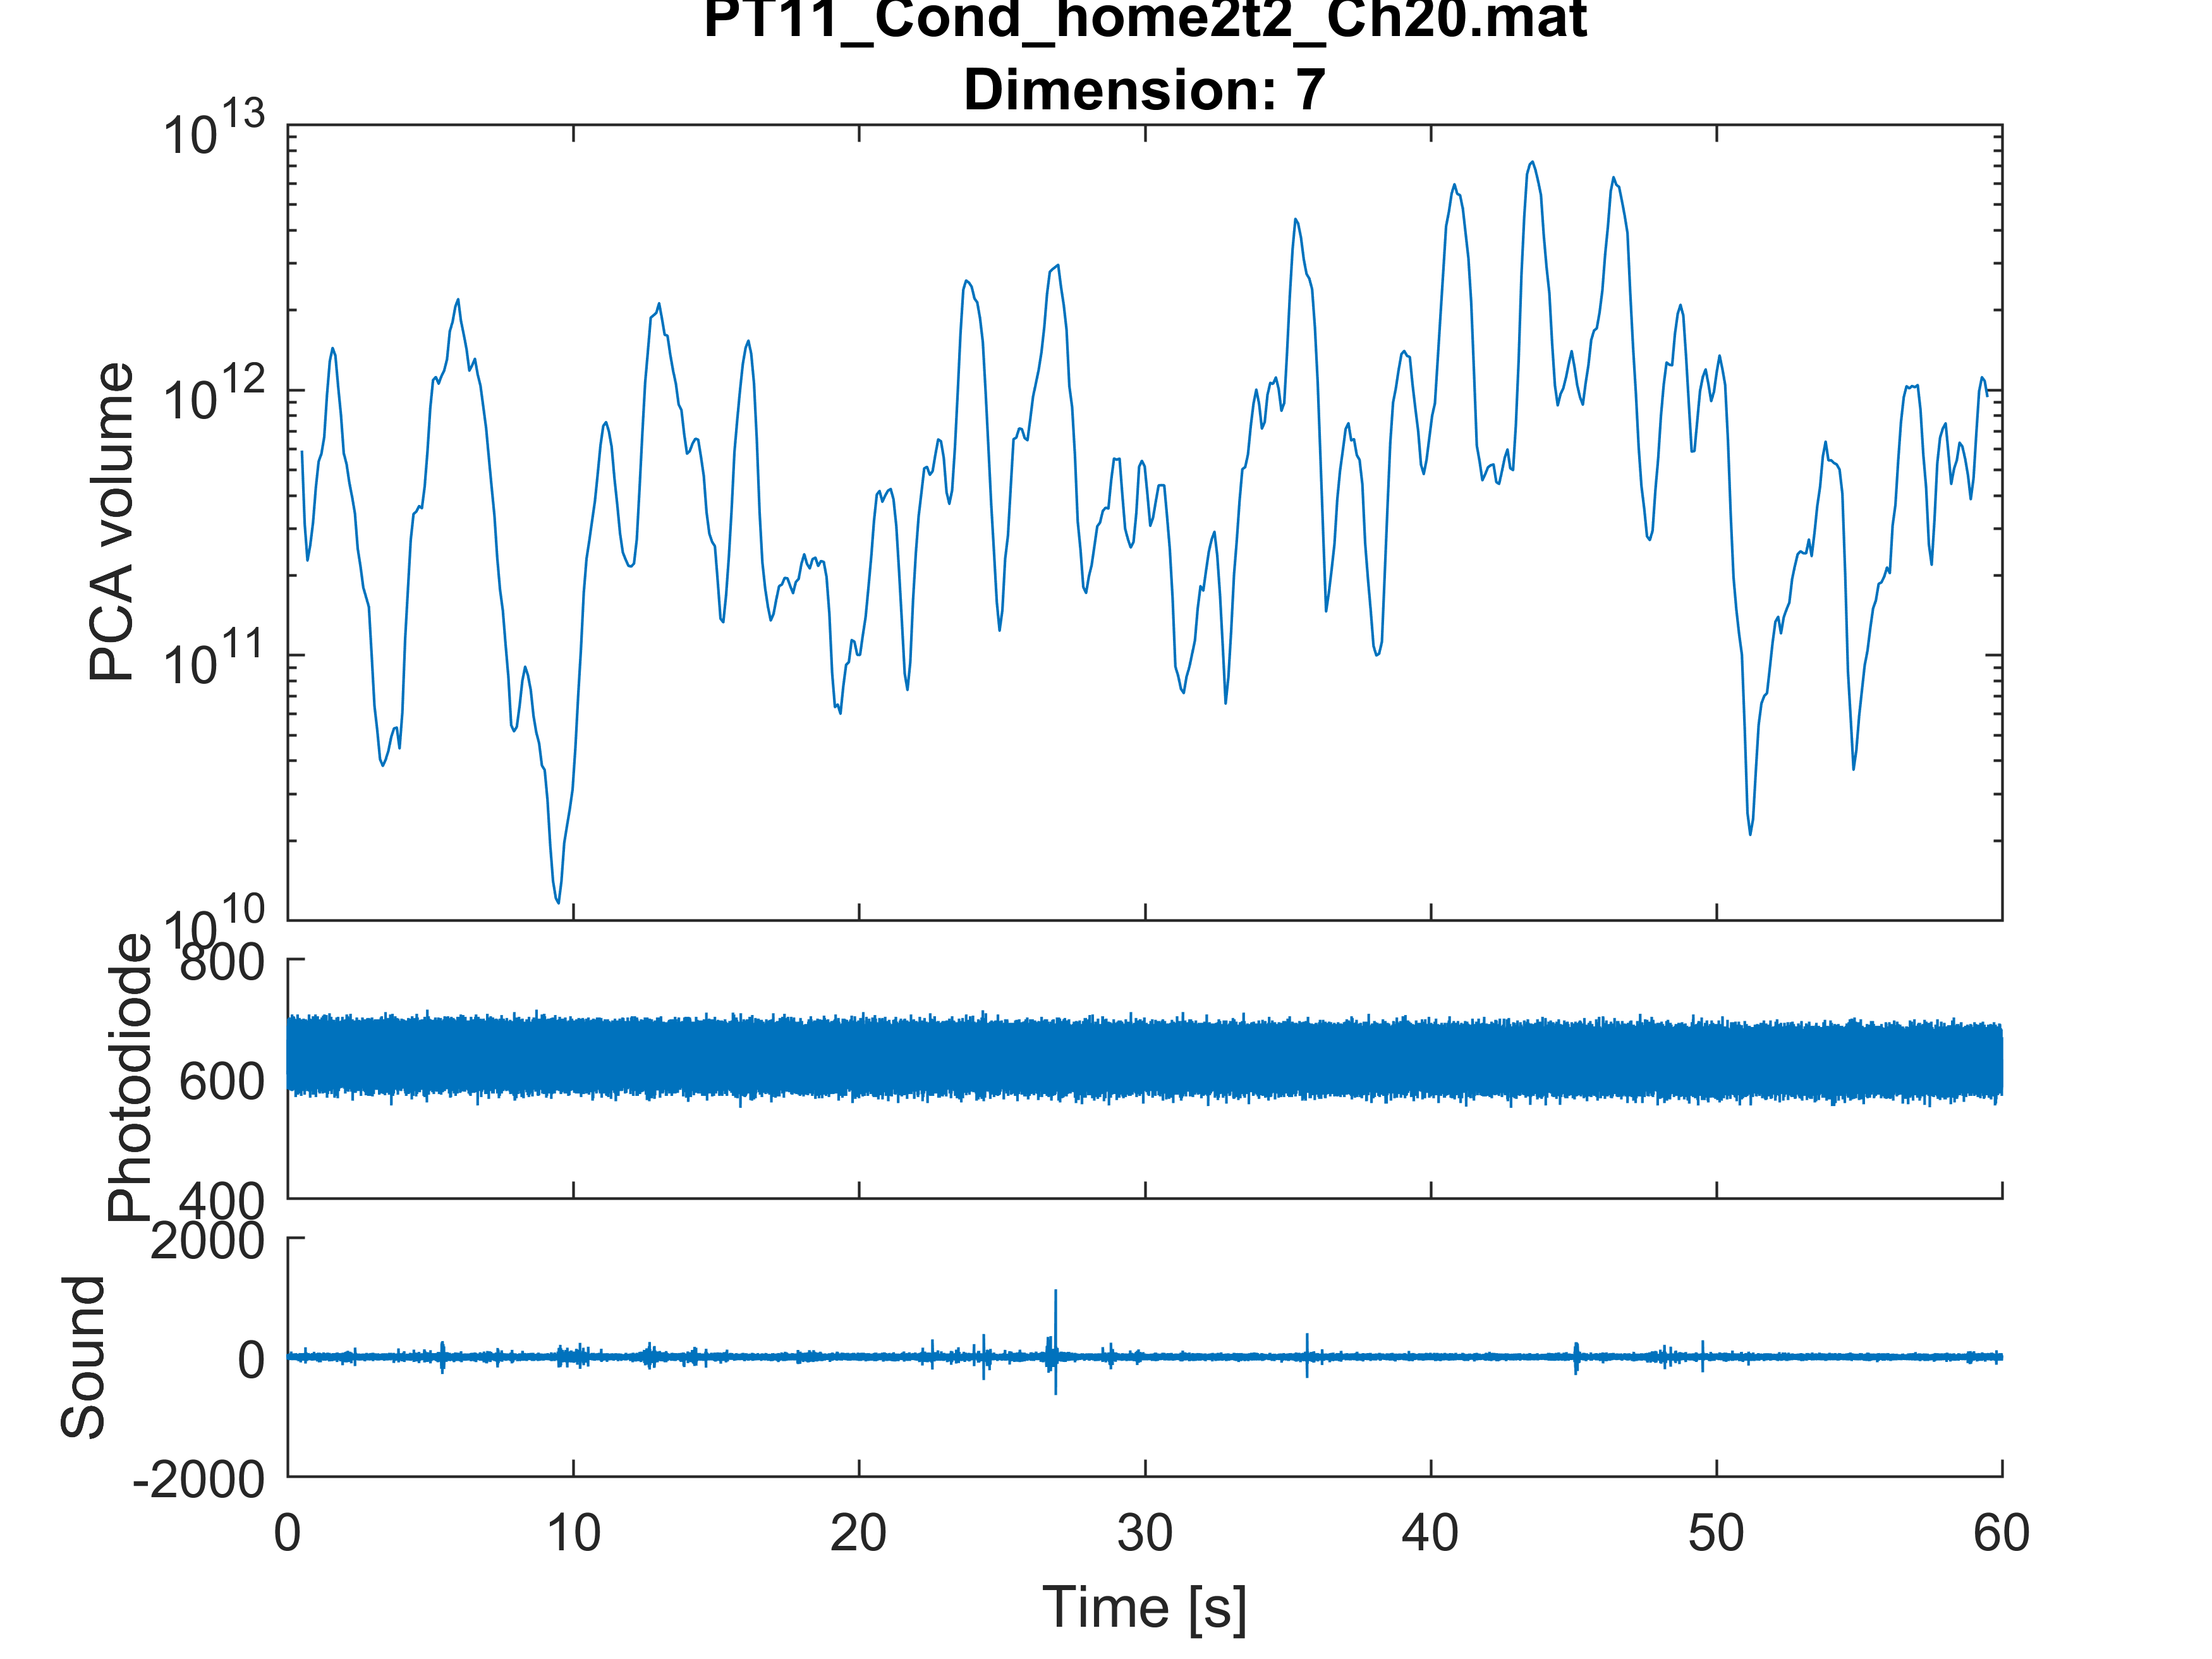 PT11_Cond_home2t2_Ch20.mat
Dimension: 7
10^13
10^12
10^11
10^10
PCA volume
800
600
400
Photodiode
2000
0
-2000
Sound
0 10 20 30 40 50 60
Time [s]